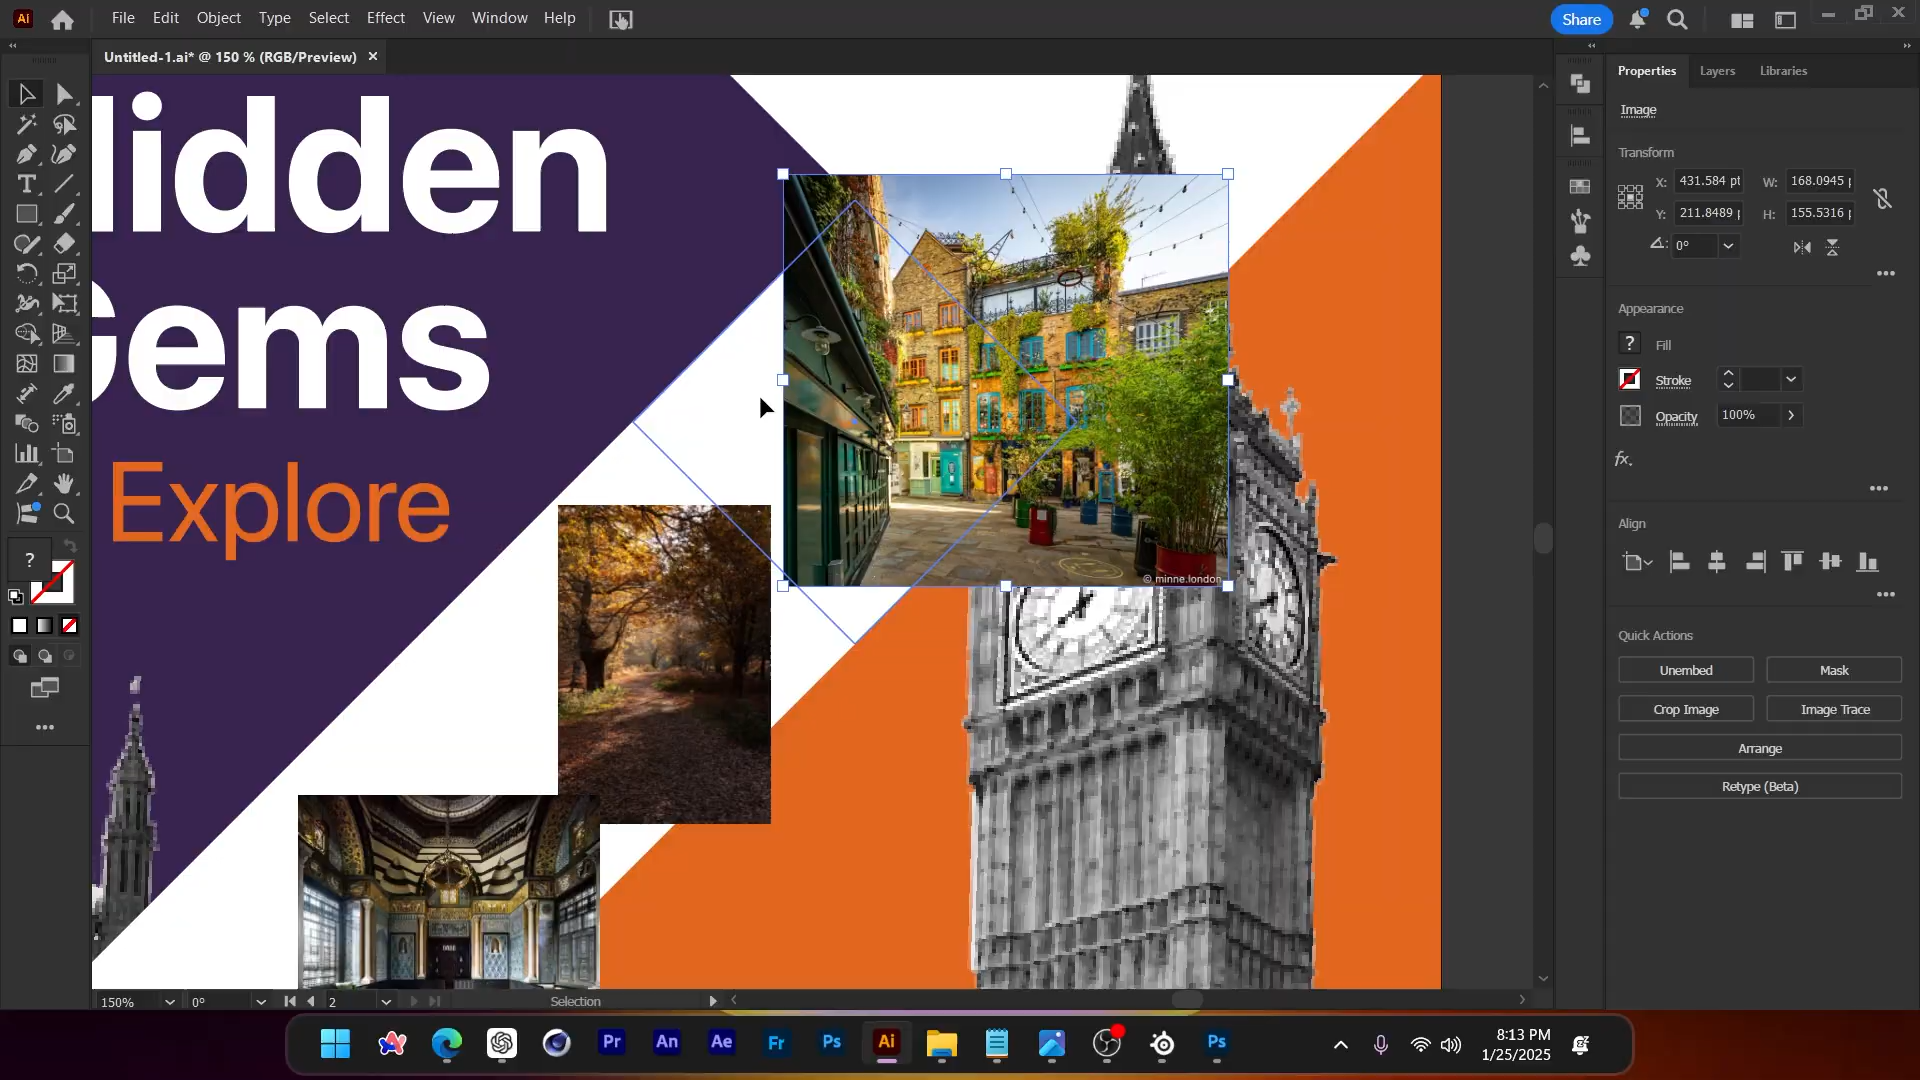 Ai
File Edit Object Type Select Effect View Window Help
Share
Untitled-1.ai* @ 150 % (RGB/Preview)
Hidden
Gems
Explore
© minne.london
Properties Layers Libraries
Image
Transform
X: 431.584 pt W: 168.0945
Y: 211.8489 H: 155.5316
0°
Appearance
? Fill
Stroke
Opacity 100%
fx.
Align
Quick Actions
Unembed Mask
Crop Image Image Trace
Arrange
Retype (Beta)
?
150% 0° 2 Selection
Pr An Ae Fr Ps Ai Ps
8:13 PM
1/25/2025